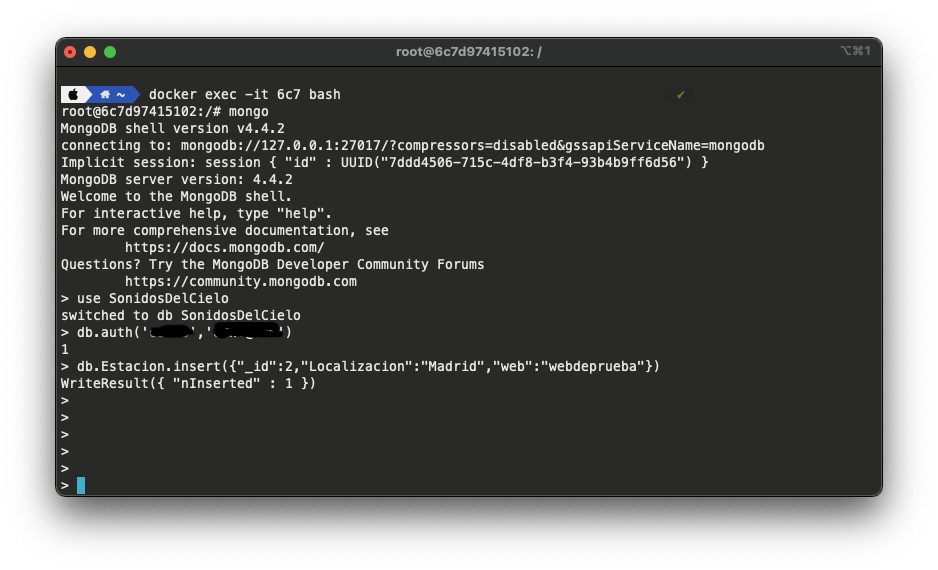 root@6c7d97415102: /
⌥⌘1
~ docker exec -it 6c7 bash ✔
root@6c7d97415102:/# mongo
MongoDB shell version v4.4.2
connecting to: mongodb://127.0.0.1:27017/?compressors=disabled&gssapiServiceName=mongodb
Implicit session: session { "id" : UUID("7ddd4506-715c-4df8-b3f4-93b4b9ff6d56") }
MongoDB server version: 4.4.2
Welcome to the MongoDB shell.
For interactive help, type "help".
For more comprehensive documentation, see
https://docs.mongodb.com/
Questions? Try the MongoDB Developer Community Forums
https://community.mongodb.com
> use SonidosDelCielo
switched to db SonidosDelCielo
> db.auth('','')
1
> db.Estacion.insert({"_id":2,"Localizacion":"Madrid","web":"webdeprueba"})
WriteResult({ "nInserted" : 1 })
>
>
>
>
>
>